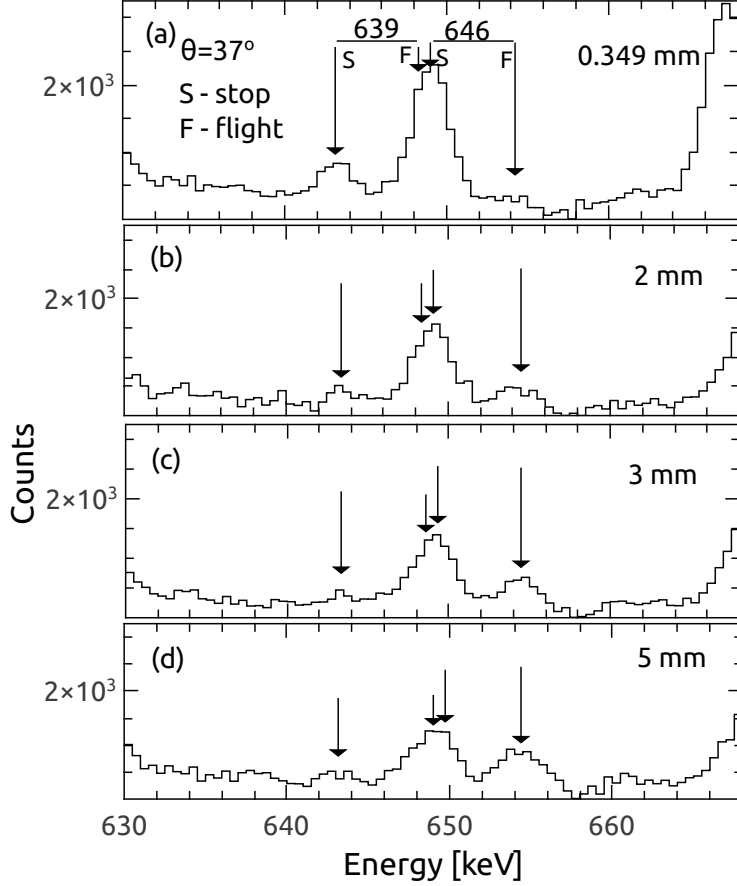 (a)
639
646
θ=37°
S
F
S
F
0.349 mm
2×10³
S - stop
F - flight
(b)
2 mm
2×10³
(c)
3 mm
2×10³
(d)
5 mm
2×10³
Counts
630
640
650
660
Energy [keV]